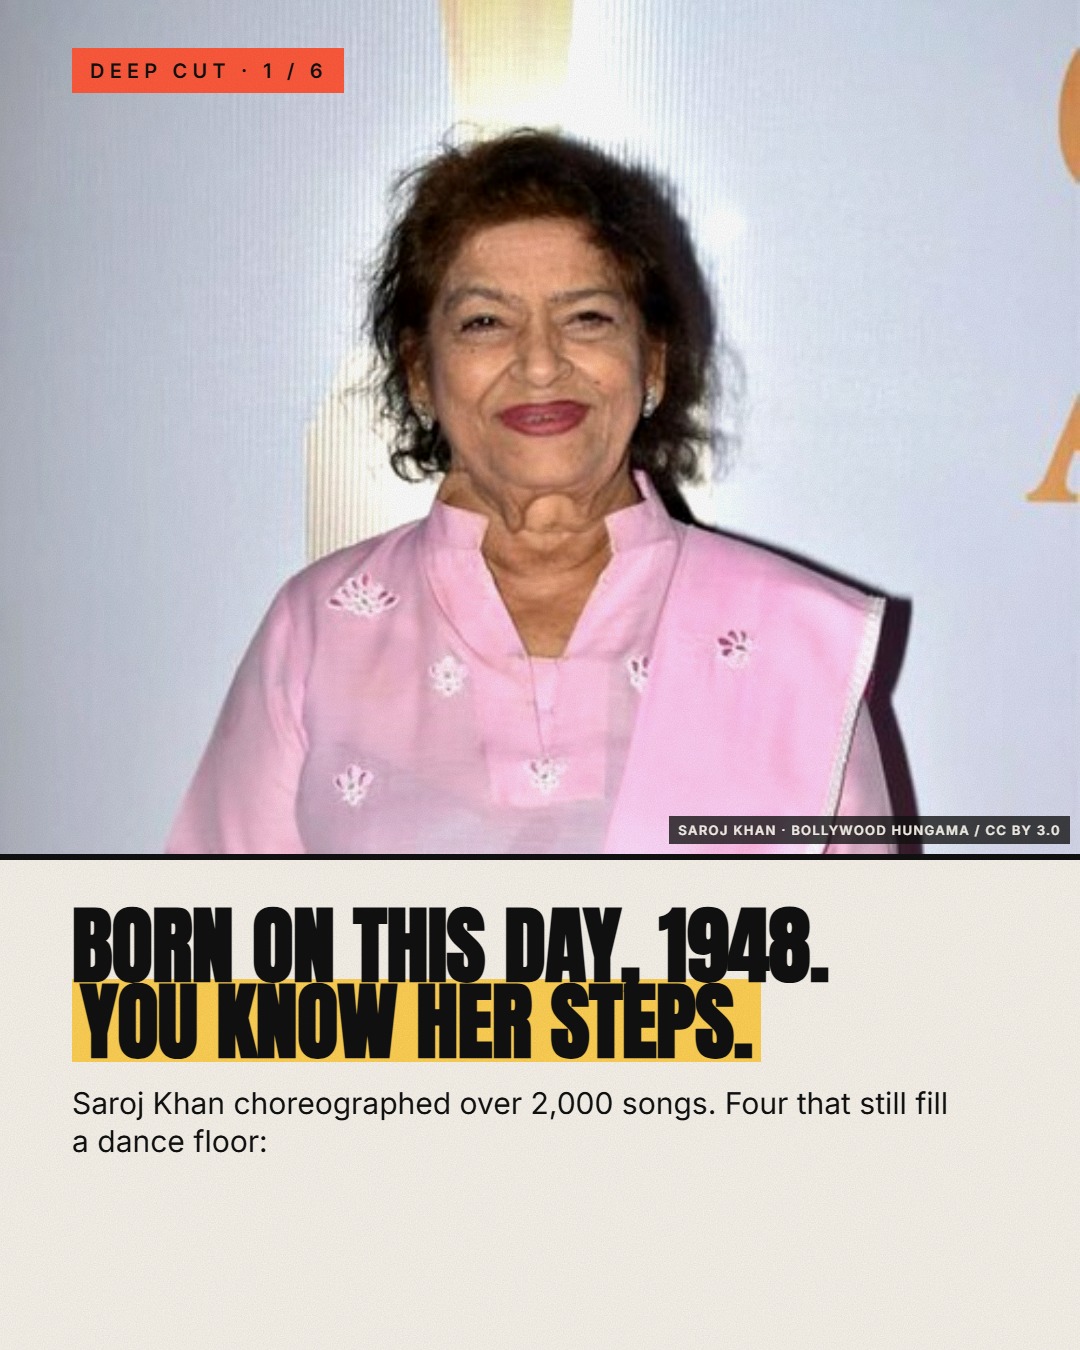 DEEP CUT · 1 / 6
A
SAROJ KHAN · BOLLYWOOD HUNGAMA / CC BY 3.0
BORN ON THIS DAY, 1948.
YOU KNOW HER STEPS.
Saroj Khan choreographed over 2,000 songs. Four that still fill
a dance floor: